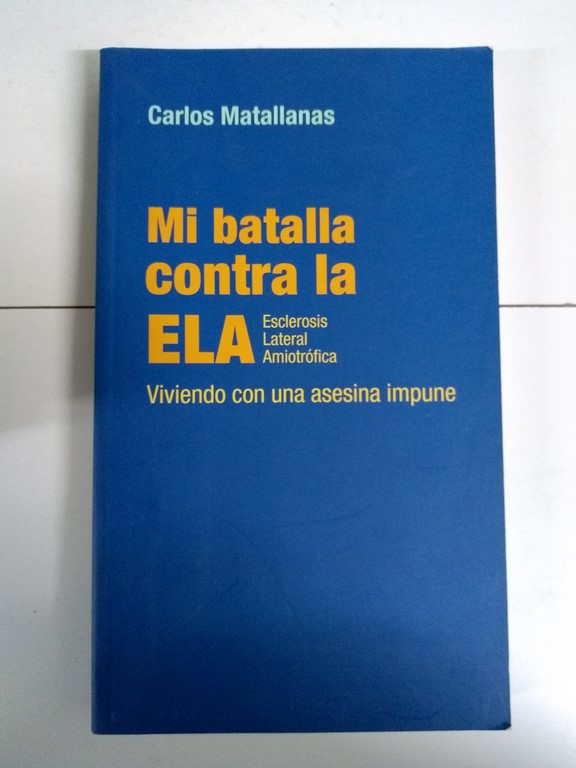 Carlos Matallanas
Mi batalla
contra la
ELA
Esclerosis
Lateral
Amiotrófica
Viviendo con una asesina impune